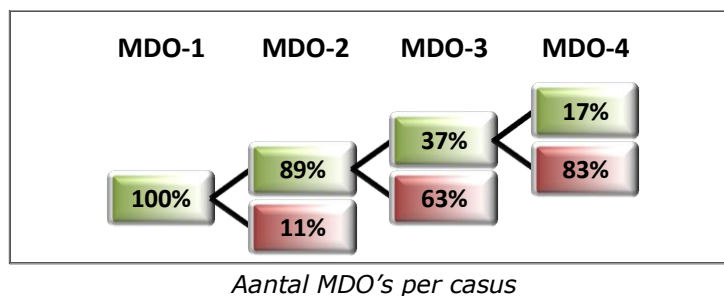 MDO-1 MDO-2 MDO-3 MDO-4
17%
37%
89% 83%
100% 63%
11%
Aantal MDO's per casus